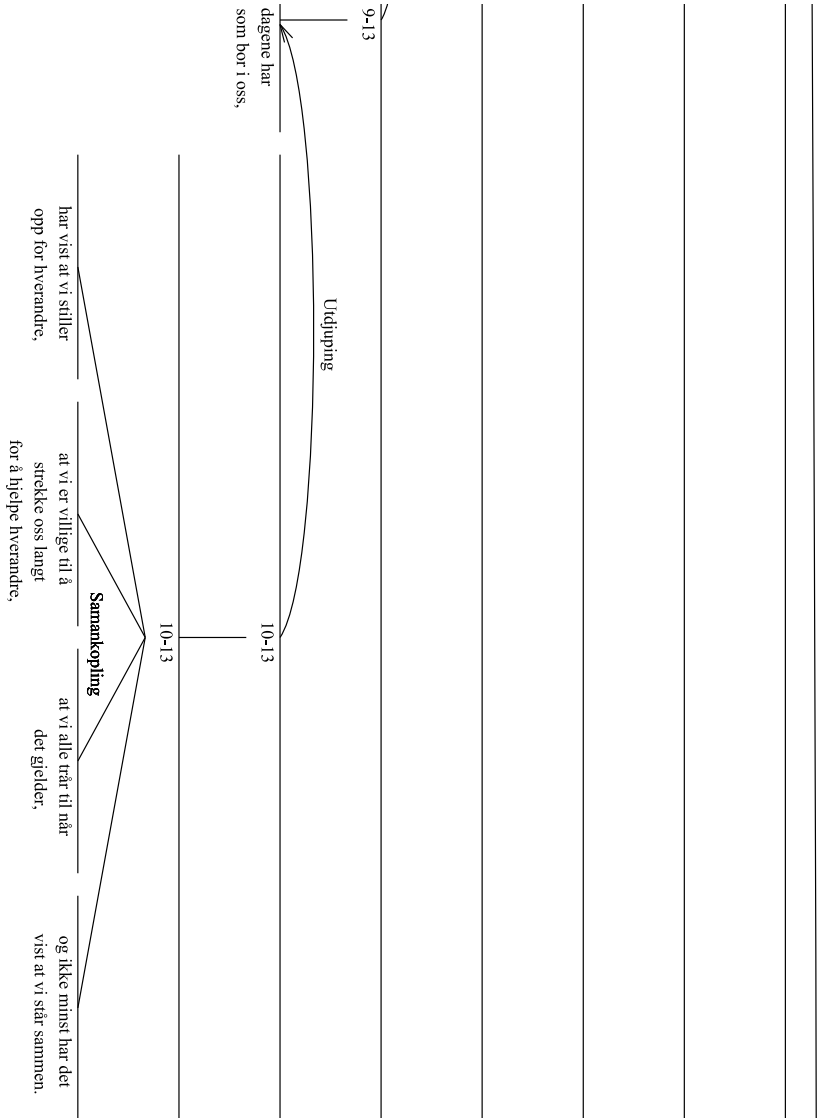 9-13
dagene har
som bor i oss,
Utdjuping
10-13
10-13
Samankopling
har vist at vi stiller
opp for hverandre,
at vi er villige til å
strekke oss langt
for å hjelpe hverandre,
at vi alle trår til når
det gjelder,
og ikke minst har det
vist at vi står sammen.